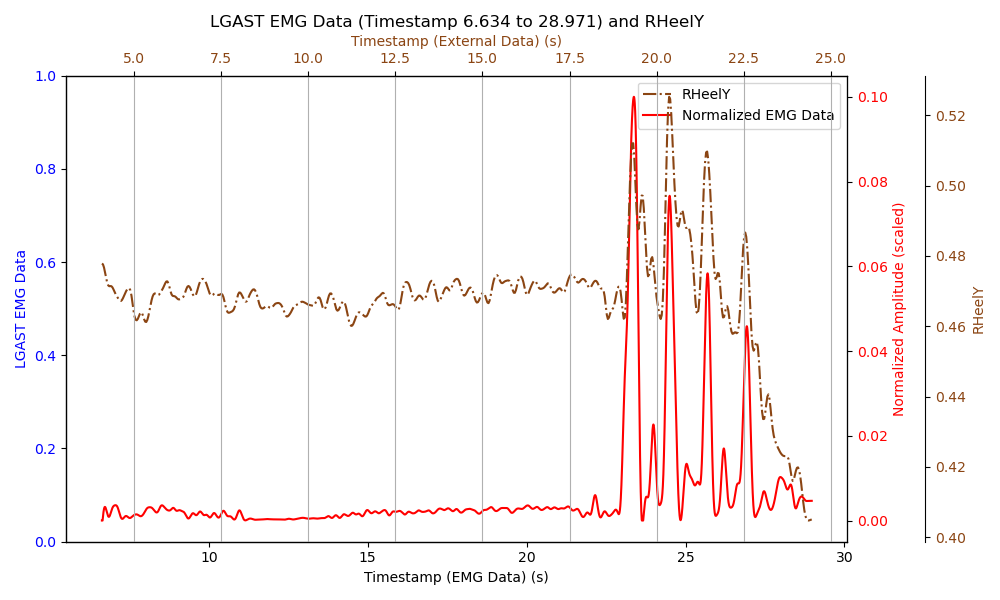 LGAST EMG Data (Timestamp 6.634 to 28.971) and RHeelY
Timestamp (External Data) (s)
5.0 7.5 10.0 12.5 15.0 17.5 20.0 22.5 25.0
RHeelY
Normalized EMG Data
1.0
0.8
0.6
0.4
0.2
0.0
LGAST EMG Data
0.10
0.08
0.06
0.04
0.02
0.00
Normalized Amplitude (scaled)
0.52
0.50
0.48
0.46
0.44
0.42
0.40
RHeelY
10 15 20 25 30
Timestamp (EMG Data) (s)